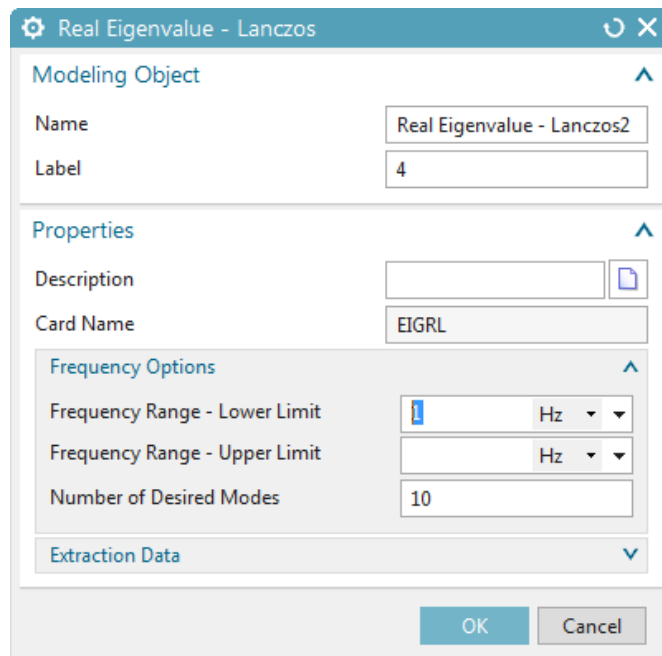 Real Eigenvalue - Lanczos
Modeling Object
Name
Real Eigenvalue - Lanczos2
Label
4
Properties
Description
Card Name
EIGRL
Frequency Options
Frequency Range - Lower Limit
1 Hz
Frequency Range - Upper Limit
Hz
Number of Desired Modes
10
Extraction Data
OK Cancel